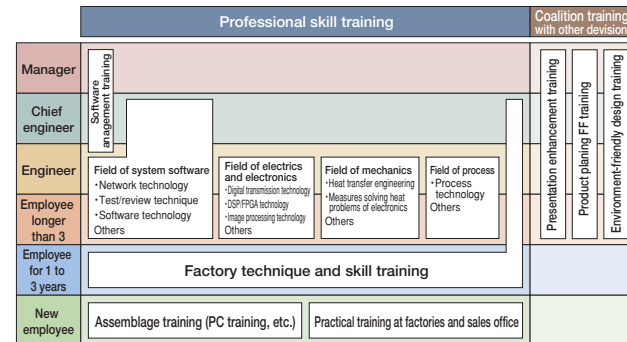 Professional skill training
Coalition training
with other devision
Manager
Chief
engineer
Engineer
Employee
longer
than 3
Employee
for 1 to
3 years
New
employee
Software
anagement training
Field of system software
・Network technology
・Test/review technique
・Software technology
Others
Field of electrics
and electronics
・Digital transmission technology
・DSP/FPGA technology
・Image processing technology
Others
Field of mechanics
・Heat transfer engineering
・Measures solving heat
problems of electronics
Others
Field of process
・Process
technology
Others
Presentation enhancement training
Product planing FF training
Environment-friendly design training
Factory technique and skill training
Assemblage training (PC training, etc.)
Practical training at factories and sales office